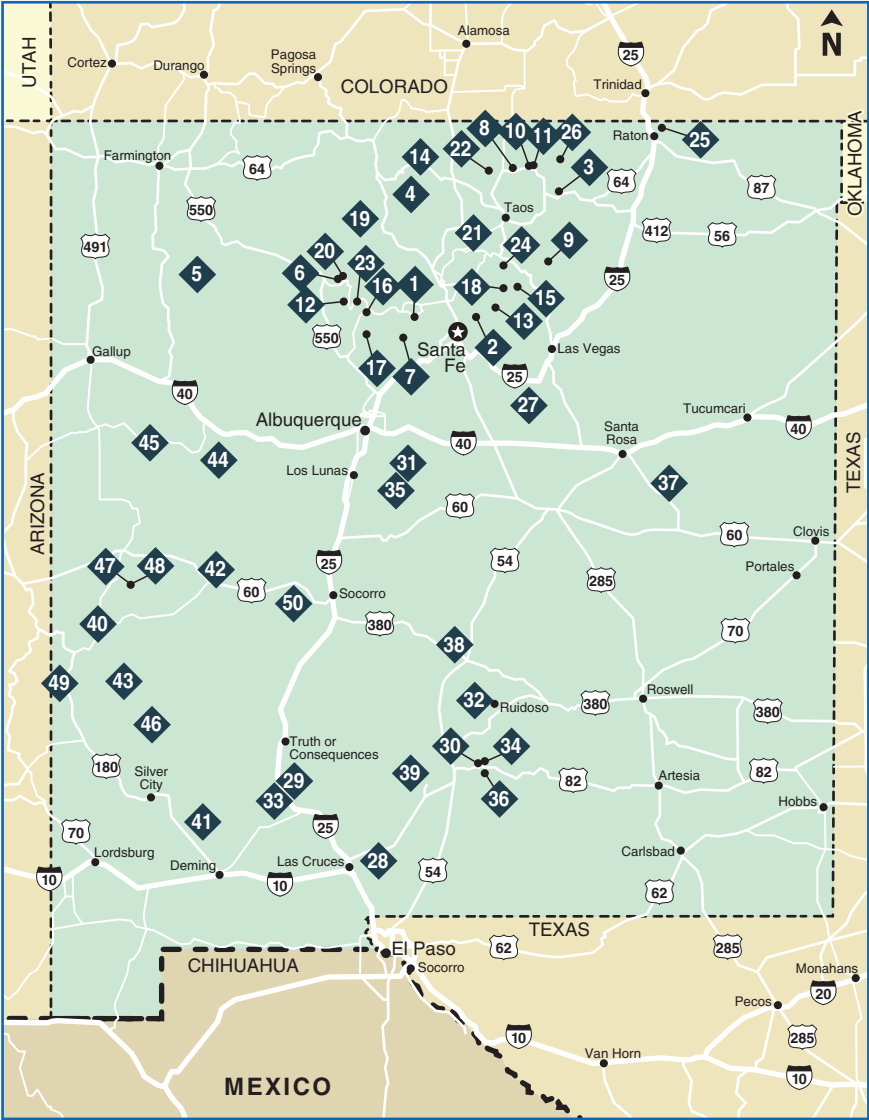 Alamosa
N
UTAH
Cortez
Durango
Pagosa
Springs
25
COLORADO
Trinidad
OKLAHOMA
8
10
11
26
Raton
25
22
14
Farmington
64
3
64
87
4
550
19
Taos
412
56
491
21
24
9
20
23
5
6
16
1
18
25
12
15
13
550
Santa
Fe
2
Las Vegas
Gallup
17
7
25
40
27
Tucumcari
Albuquerque
40
Santa
Rosa
40
45
44
31
Los Lunas
35
37
TEXAS
ARIZONA
60
60
Clovis
25
54
47
48
42
285
Portales
60
50
Socorro
40
380
70
38
49
43
32
Ruidoso
380
Roswell
380
46
Truth or
Consequences
30
34
180
Silver
City
39
82
Artesia
82
29
33
36
Hobbs
41
70
25
Lordsburg
Deming
Las Cruces
28
54
Carlsbad
10
10
62
TEXAS
El Paso
62
285
CHIHUAHUA
Socorro
Monahans
20
Pecos
10
285
Van Horn
10
MEXICO